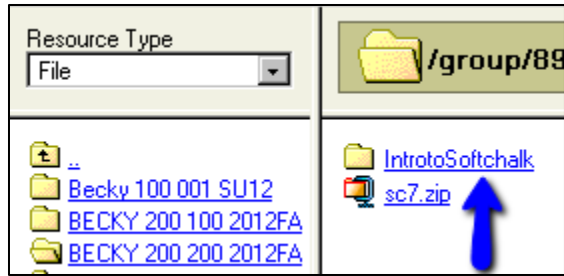 Resource Type
File
..
Becky 100 001 SU12
BECKY 200 100 2012FA
BECKY 200 200 2012FA
/group/89
IntrotoSoftchalk
sc7.zip